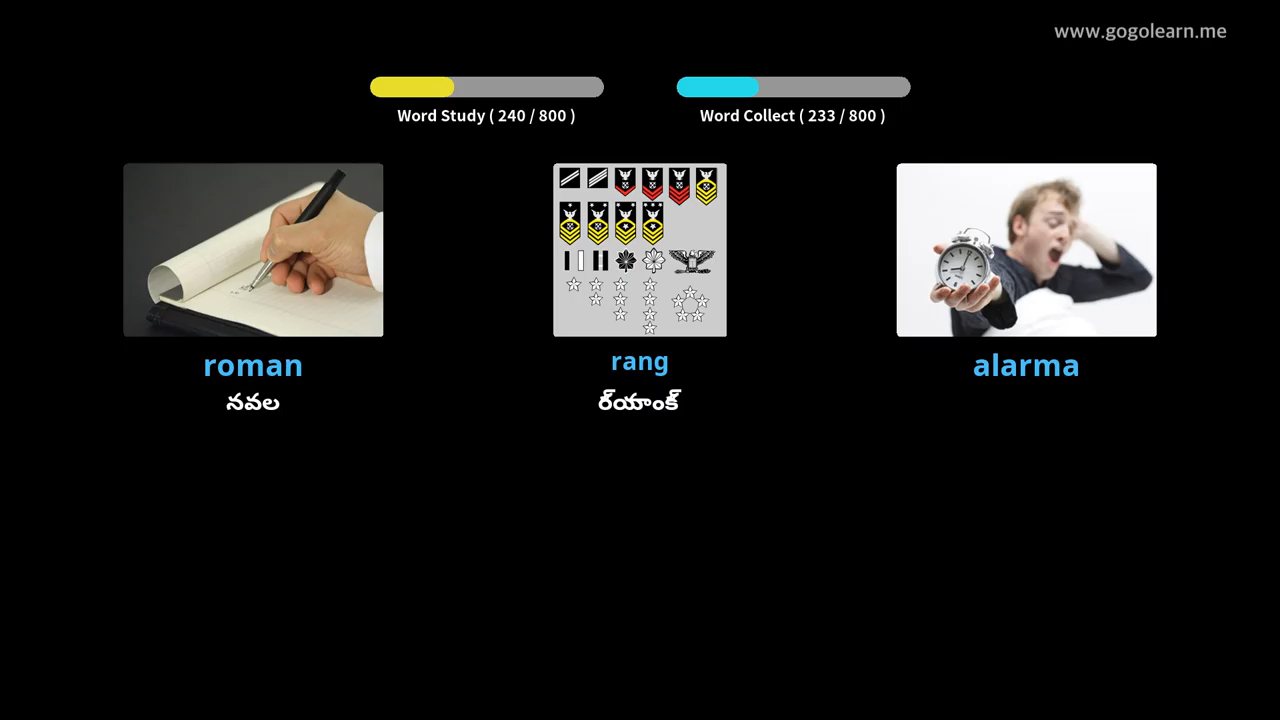 www.gogolearn.me
Word Study ( 240 / 800 )
Word Collect ( 233 / 800 )
roman
rang
alarma
నవల
ర్యాంక్